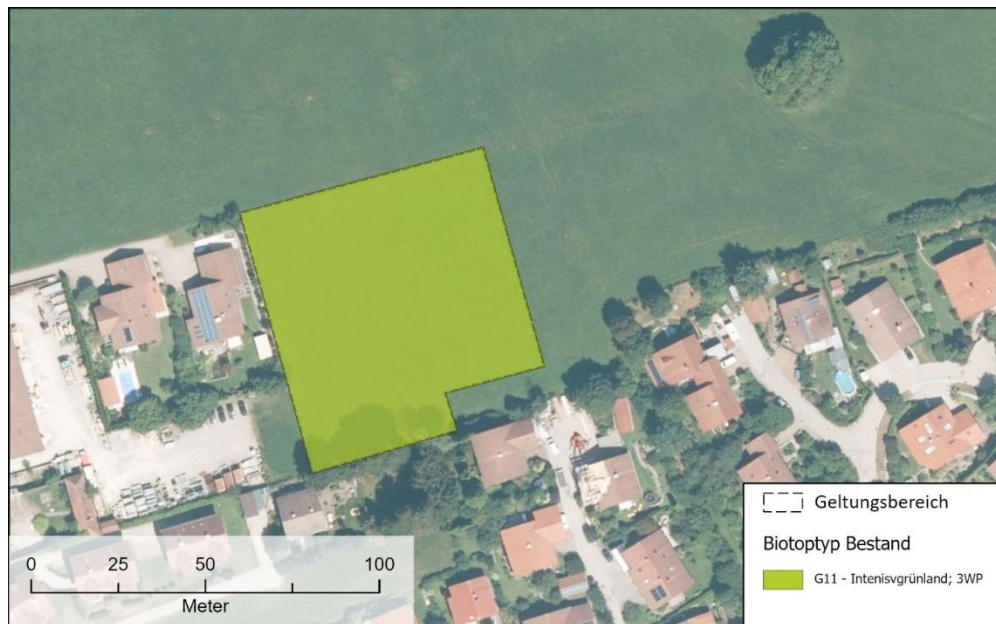 Geltungsbereich
Biotoptyp Bestand
G11 - Intenisvgrünland; 3WP
0 25 50 100
Meter